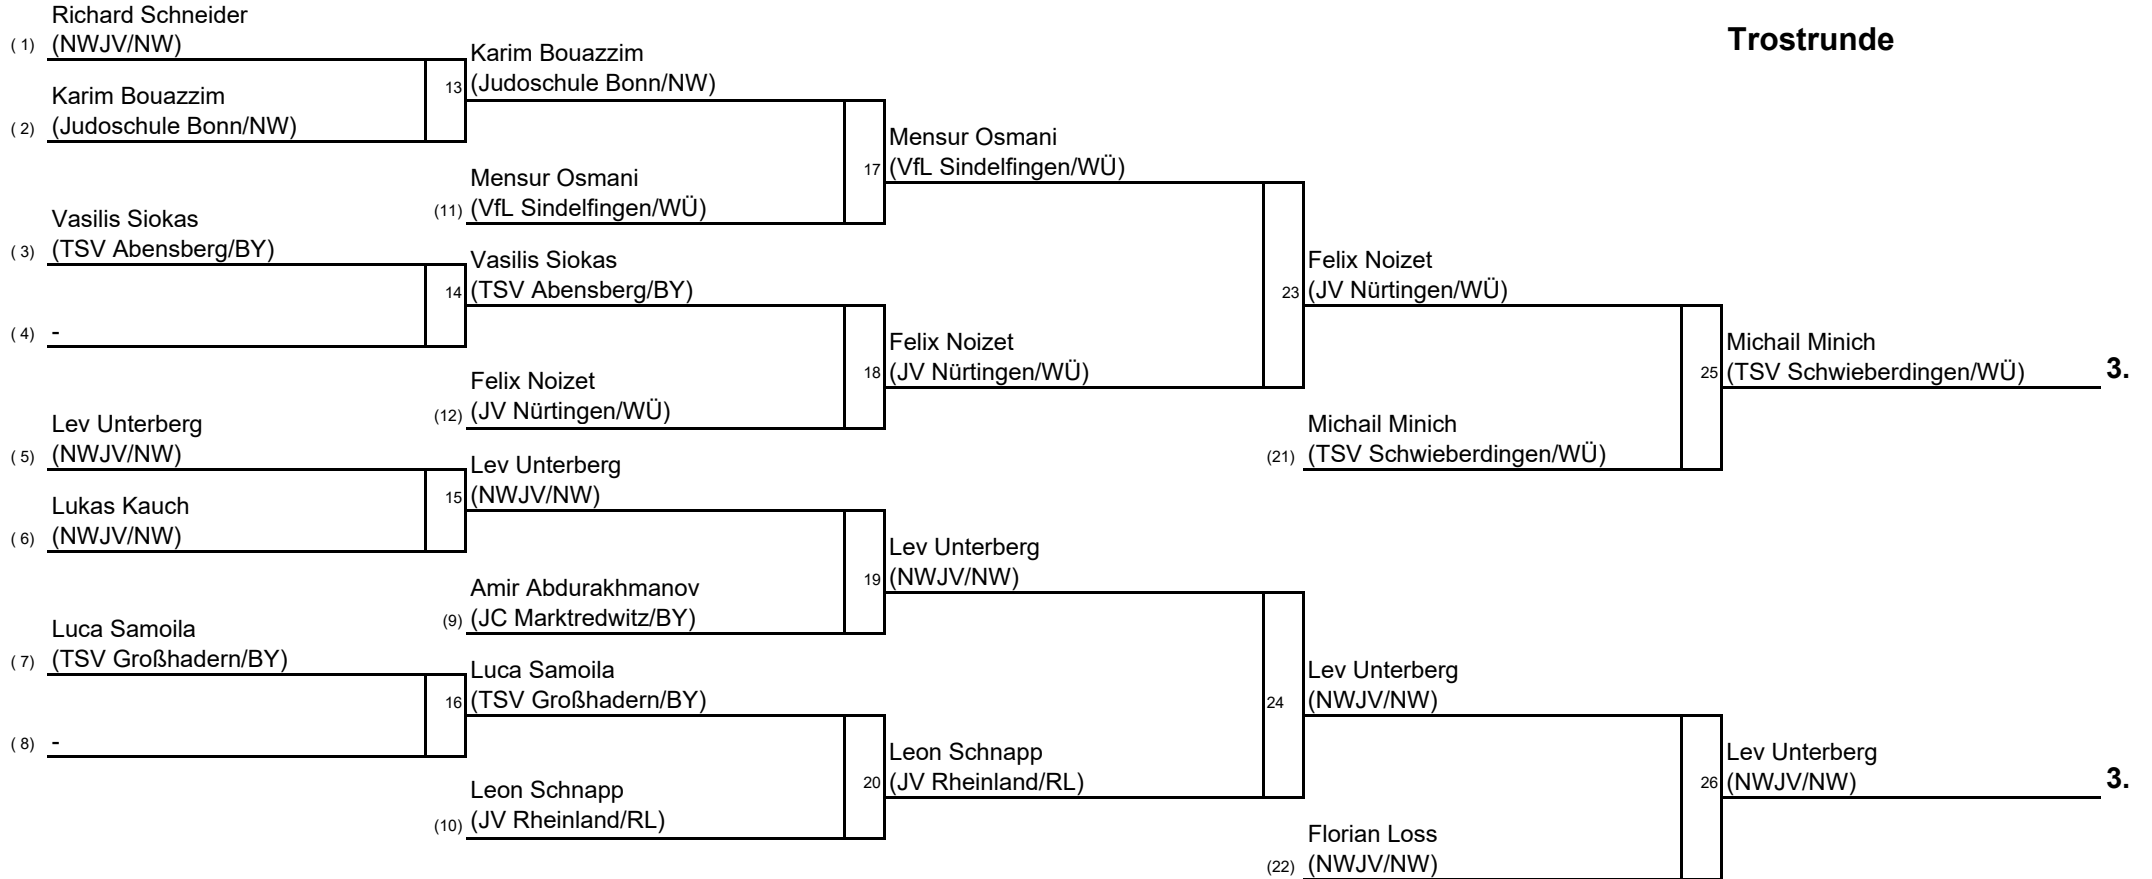 Trostrunde
Richard Schneider
( 1) (NWJV/NW)
Karim Bouazzim
( 2) (Judoschule Bonn/NW)
Vasilis Siokas
( 3) (TSV Abensberg/BY)
( 4) -
Lev Unterberg
( 5) (NWJV/NW)
Lukas Kauch
( 6) (NWJV/NW)
Luca Samoila
( 7) (TSV Großhadern/BY)
( 8) -
Karim Bouazzim
13 (Judoschule Bonn/NW)
Mensur Osmani
(11) (VfL Sindelfingen/WÜ)
Vasilis Siokas
14 (TSV Abensberg/BY)
Felix Noizet
(12) (JV Nürtingen/WÜ)
Lev Unterberg
15 (NWJV/NW)
Amir Abdurakhmanov
(9) (JC Marktredwitz/BY)
Luca Samoila
16 (TSV Großhadern/BY)
Leon Schnapp
(10) (JV Rheinland/RL)
Mensur Osmani
17 (VfL Sindelfingen/WÜ)
Felix Noizet
18 (JV Nürtingen/WÜ)
Lev Unterberg
19 (NWJV/NW)
Leon Schnapp
20 (JV Rheinland/RL)
Felix Noizet
23 (JV Nürtingen/WÜ)
Michail Minich
(21) (TSV Schwieberdingen/WÜ)
Lev Unterberg
24 (NWJV/NW)
Florian Loss
(22) (NWJV/NW)
Michail Minich
25 (TSV Schwieberdingen/WÜ) 3.
Lev Unterberg
26 (NWJV/NW) 3.